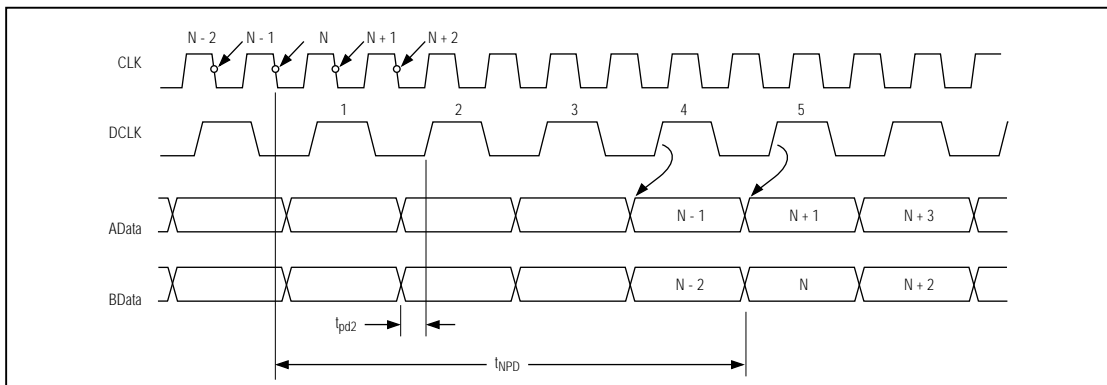 N - 2 N - 1 N N + 1 N + 2
CLK
1 2 3 4 5
DCLK
N - 1 N + 1 N + 3
AData
N - 2 N N + 2
BData
tpd2
tNPD